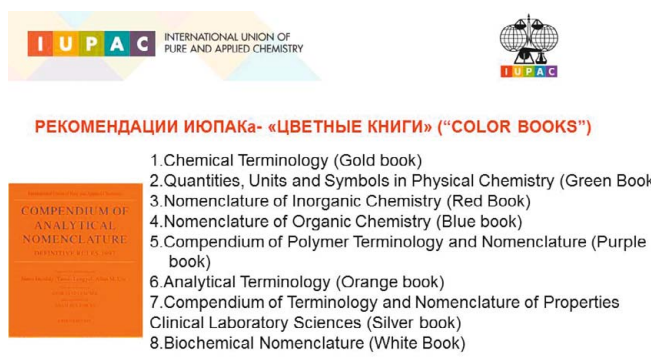 IUPAC
INTERNATIONAL UNION OF
PURE AND APPLIED CHEMISTRY
IUPAC
РЕКОМЕНДАЦИИ ИЮПАКа- «ЦВЕТНЫЕ КНИГИ» (“COLOR BOOKS”)
1.Chemical Terminology (Gold book)
2.Quantities, Units and Symbols in Physical Chemistry (Green Book
3.Nomenclature of Inorganic Chemistry (Red Book)
4.Nomenclature of Organic Chemistry (Blue book)
5.Compendium of Polymer Terminology and Nomenclature (Purple
book)
6.Analytical Terminology (Orange book)
7.Compendium of Terminology and Nomenclature of Properties
Clinical Laboratory Sciences (Silver book)
8.Biochemical Nomenclature (White Book)
COMPENDIUM OF
ANALYTICAL
NOMENCLATURE
DEFINITIVE RULES 1997